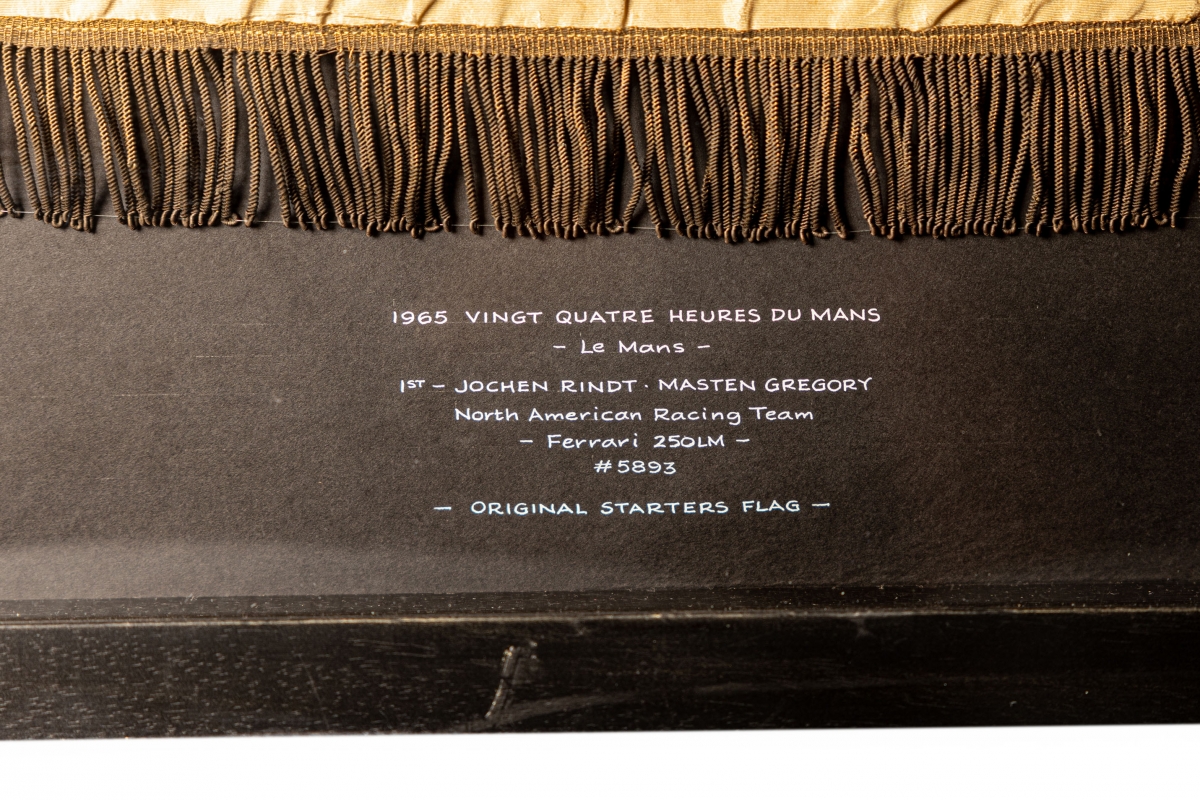 1965 VINGT QUATRE HEURES DU MANS
- Le Mans -
1ST - JOCHEN RINDT · MASTEN GREGORY
North American Racing Team
- Ferrari 250LM -
#5893
- ORIGINAL STARTERS FLAG -